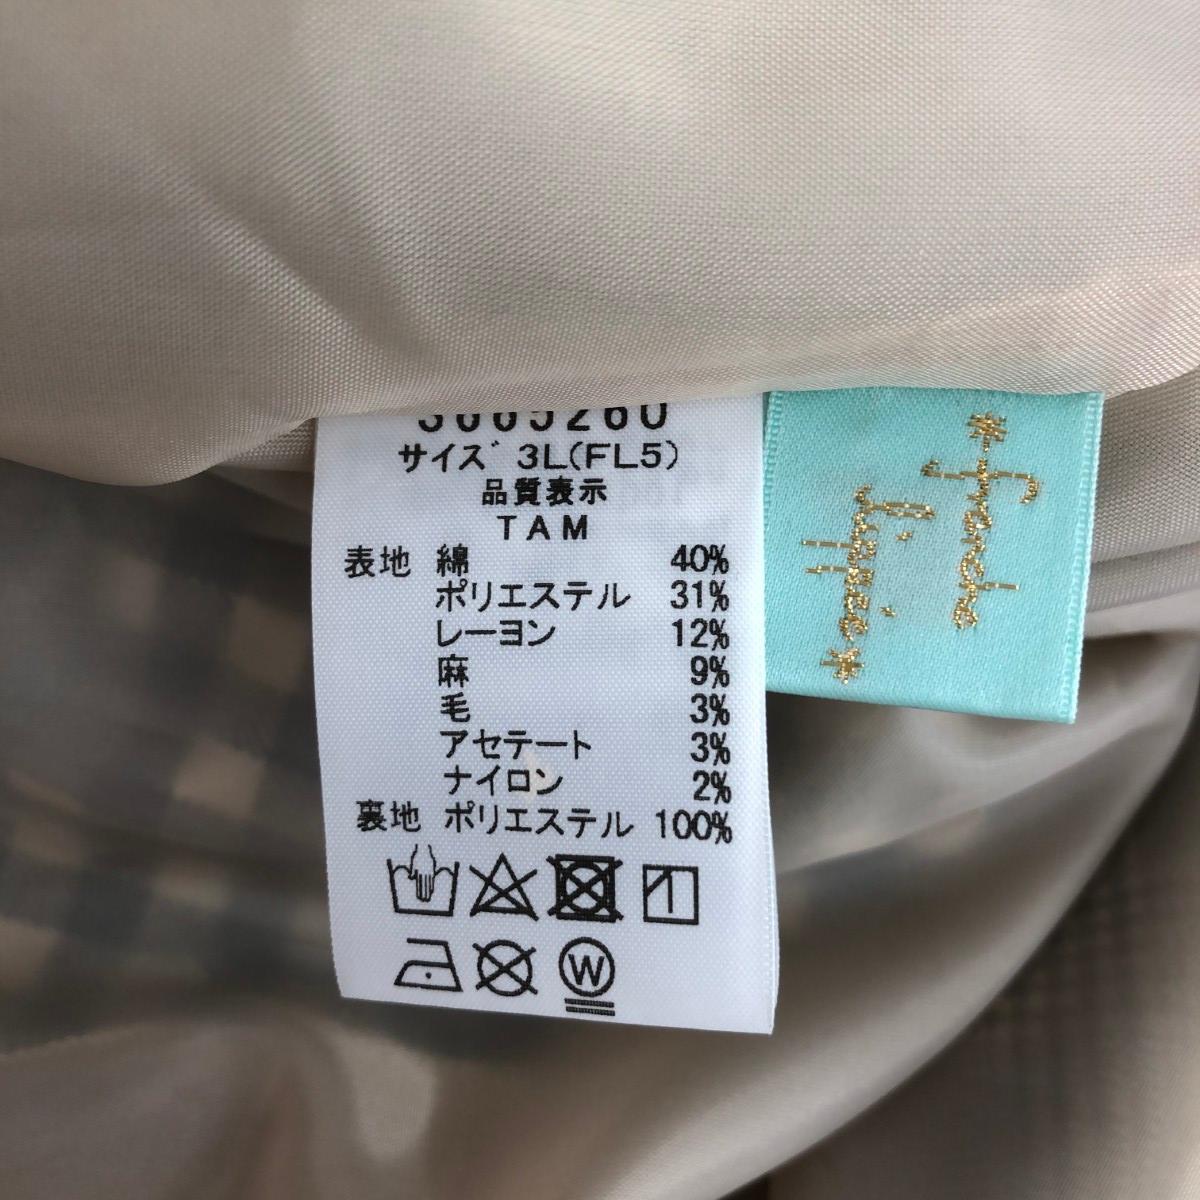 サイズ 3L(FL5)
品質表示
TAM
表地 綿 40%
ポリエステル 31%
レーヨン 12%
麻 9%
毛 3%
アセテート 3%
ナイロン 2%
裏地 ポリエステル 100%
W
*franche
lippée*